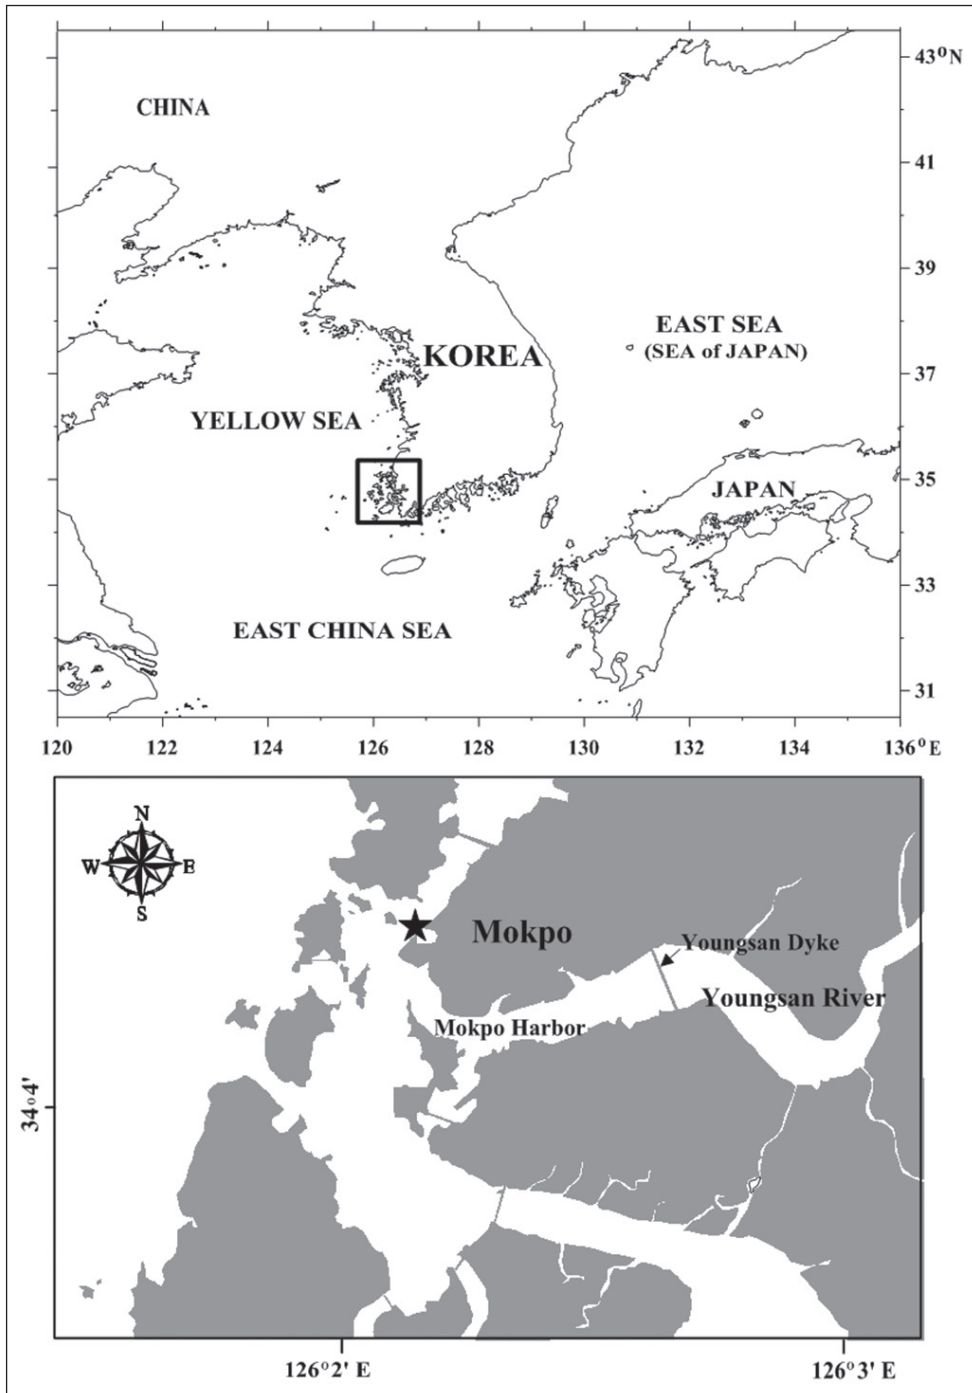 43°N
CHINA
41
39
EAST SEA
(SEA of JAPAN)
KOREA
37
YELLOW SEA
35
JAPAN
33
EAST CHINA SEA
31
120 122 124 126 128 130 132 134 136°E
N
W E
S
Mokpo
Youngsan Dyke
Youngsan River
Mokpo Harbor
34°4'
126°2' E 126°3' E